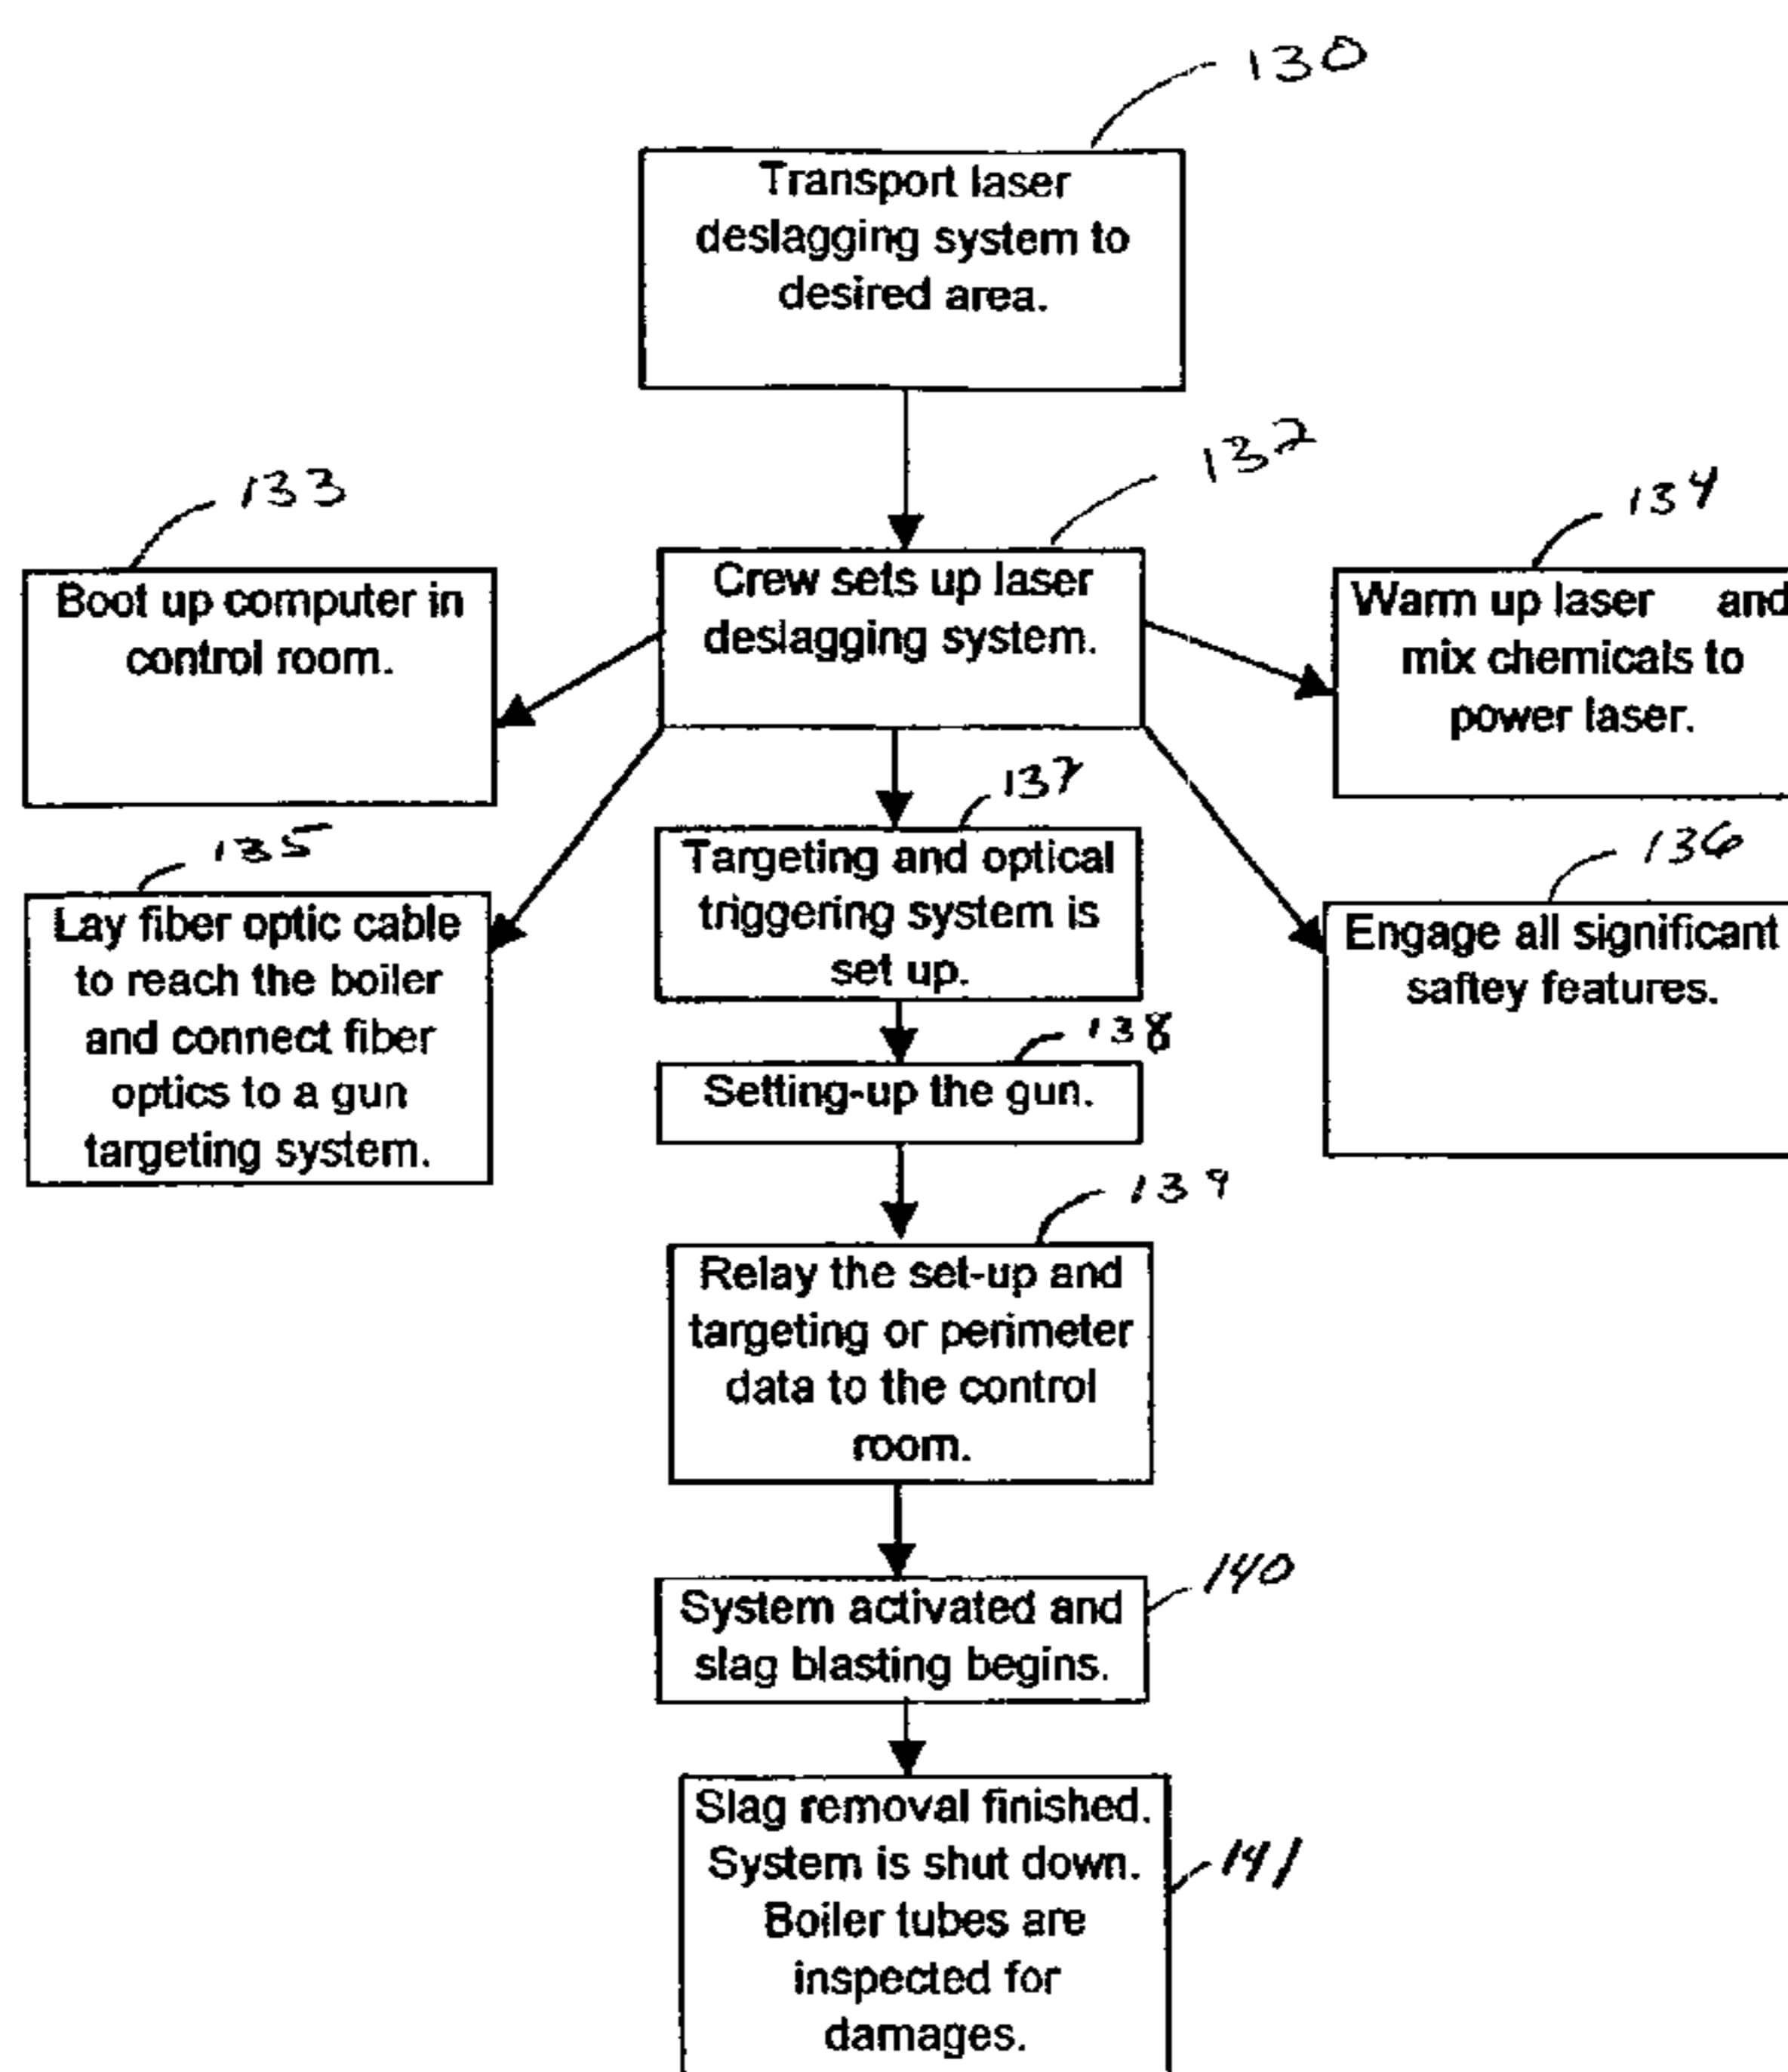 130
Transport laser
deslagging system to
desired area.
132
Crew sets up laser
deslagging system.
133
Boot up computer in
control room.
134
Warm up laser and
mix chemicals to
power laser.
135
Lay fiber optic cable
to reach the boiler
and connect fiber
optics to a gun
targeting system.
137
Targeting and optical
triggering system is
set up.
136
Engage all significant
saftey features.
138
Setting-up the gun.
139
Relay the set-up and
targeting or perimeter
data to the control
room.
140
System activated and
slag blasting begins.
141
Slag removal finished.
System is shut down.
Boiler tubes are
inspected for
damages.